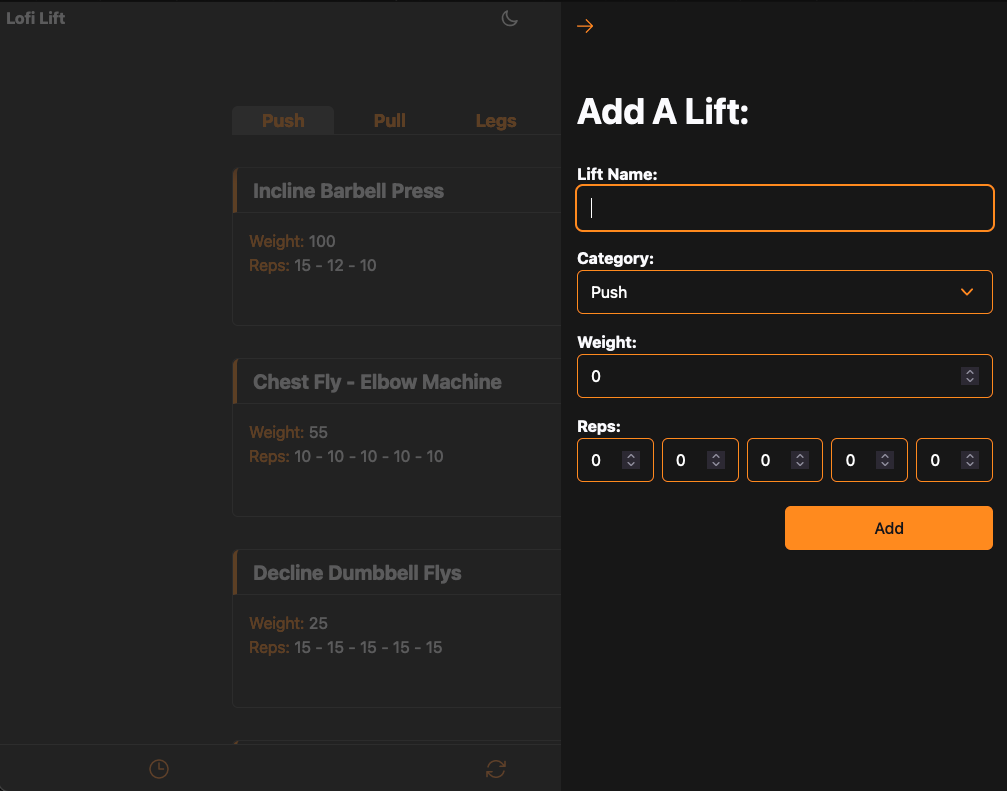 Lofi Lift
Push Pull Legs
Incline Barbell Press
Weight: 100
Reps: 15 - 12 - 10
Chest Fly - Elbow Machine
Weight: 55
Reps: 10 - 10 - 10 - 10 - 10
Decline Dumbbell Flys
Weight: 25
Reps: 15 - 15 - 15 - 15 - 15
Add A Lift:
Lift Name:
Category:
Push
Weight:
0
Reps:
0 0 0 0 0
Add